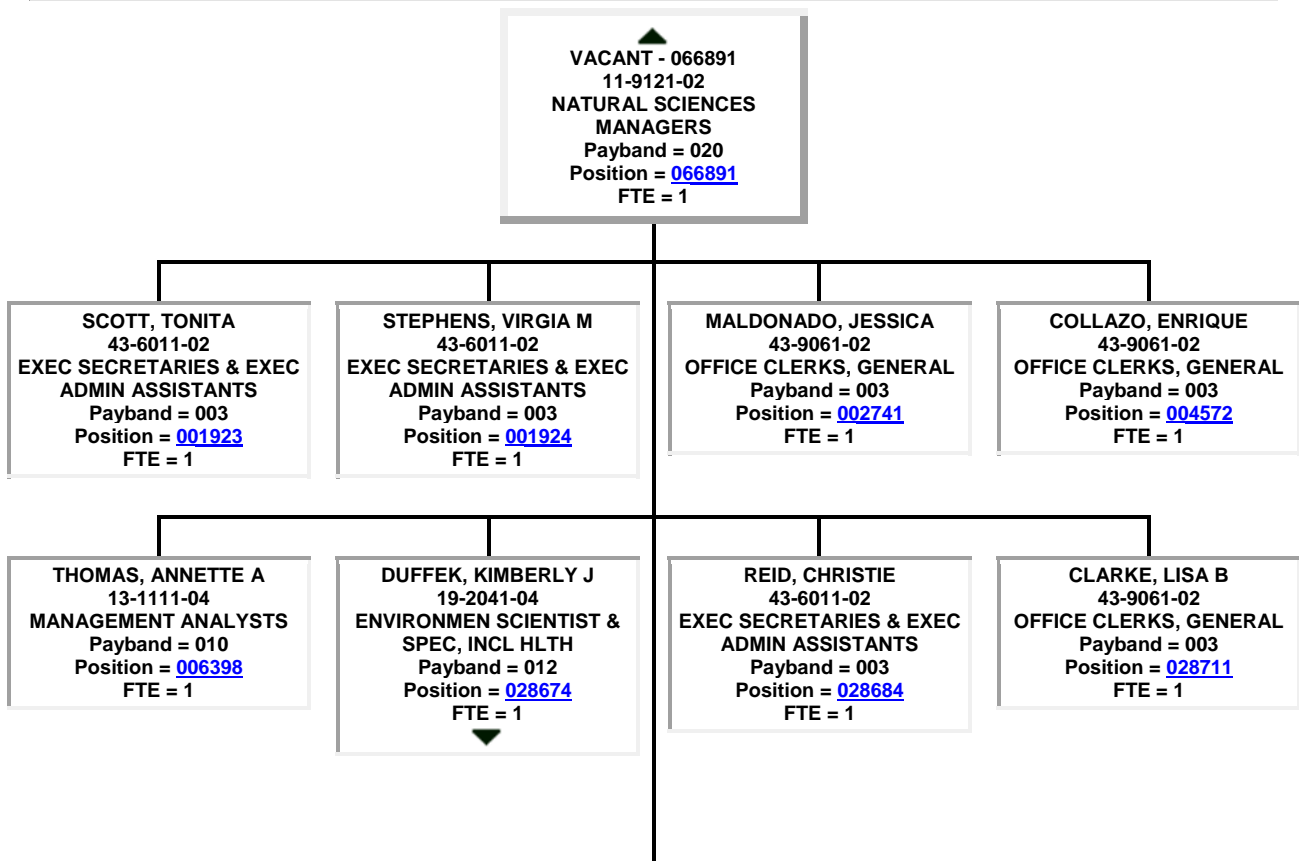 VACANT - 066891
11-9121-02
NATURAL SCIENCES
MANAGERS
Payband = 020
Position = 066891
FTE = 1
SCOTT, TONITA
43-6011-02
EXEC SECRETARIES & EXEC
ADMIN ASSISTANTS
Payband = 003
Position = 001923
FTE = 1
STEPHENS, VIRGIA M
43-6011-02
EXEC SECRETARIES & EXEC
ADMIN ASSISTANTS
Payband = 003
Position = 001924
FTE = 1
MALDONADO, JESSICA
43-9061-02
OFFICE CLERKS, GENERAL
Payband = 003
Position = 002741
FTE = 1
COLLAZO, ENRIQUE
43-9061-02
OFFICE CLERKS, GENERAL
Payband = 003
Position = 004572
FTE = 1
THOMAS, ANNETTE A
13-1111-04
MANAGEMENT ANALYSTS
Payband = 010
Position = 006398
FTE = 1
DUFFEK, KIMBERLY J
19-2041-04
ENVIRONMEN SCIENTIST &
SPEC, INCL HLTH
Payband = 012
Position = 028674
FTE = 1
REID, CHRISTIE
43-6011-02
EXEC SECRETARIES & EXEC
ADMIN ASSISTANTS
Payband = 003
Position = 028684
FTE = 1
CLARKE, LISA B
43-9061-02
OFFICE CLERKS, GENERAL
Payband = 003
Position = 028711
FTE = 1